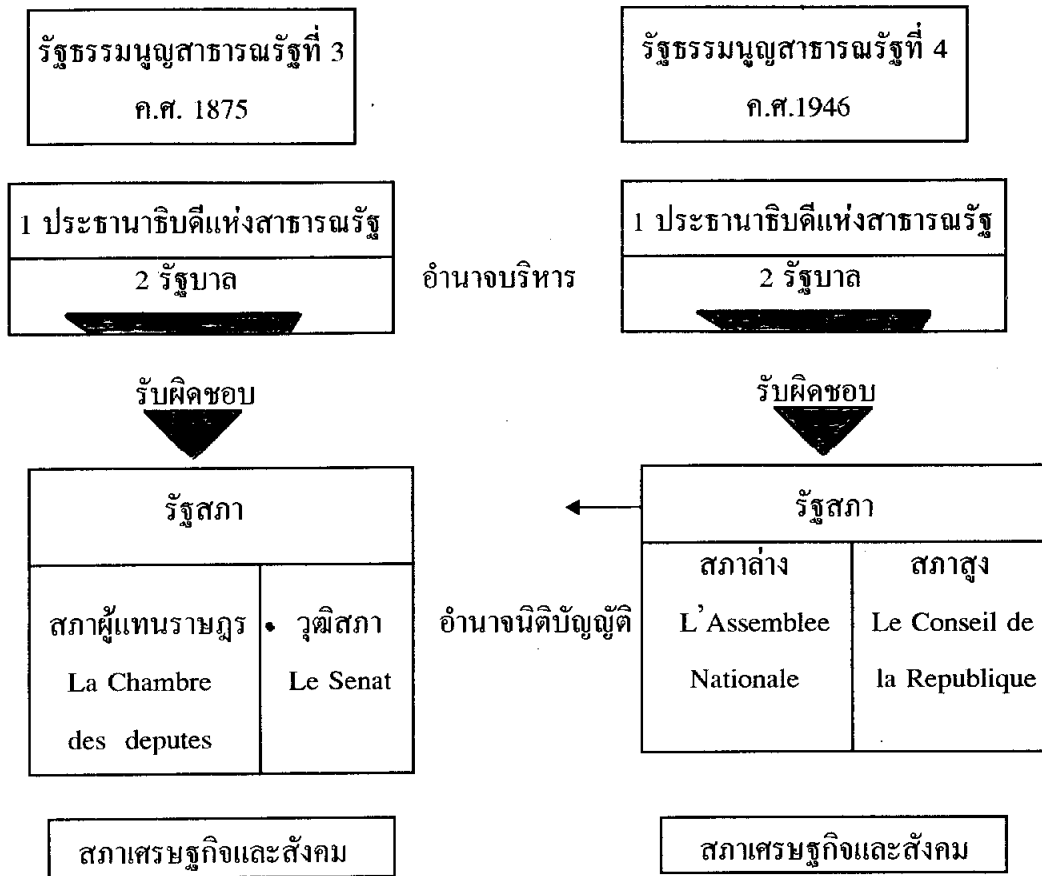 รัฐธรรมนูญสาธารณรัฐที่ 3
ค.ศ. 1875
รัฐธรรมนูญสาธารณรัฐที่ 4
ค.ศ.1946
1 ประธานาธิบดีแห่งสาธารณรัฐ
2 รัฐบาล
อำนาจบริหาร
1 ประธานาธิบดีแห่งสาธารณรัฐ
2 รัฐบาล
รับผิดชอบ
รับผิดชอบ
รัฐสภา
สภาผู้แทนราษฎร
La Chambre
des deputes
วุฒิสภา
Le Senat
อำนาจนิติบัญญัติ
รัฐสภา
สภาล่าง
L'Assemblee
Nationale
สภาสูง
Le Conseil de
la Republique
สภาเศรษฐกิจและสังคม
สภาเศรษฐกิจและสังคม